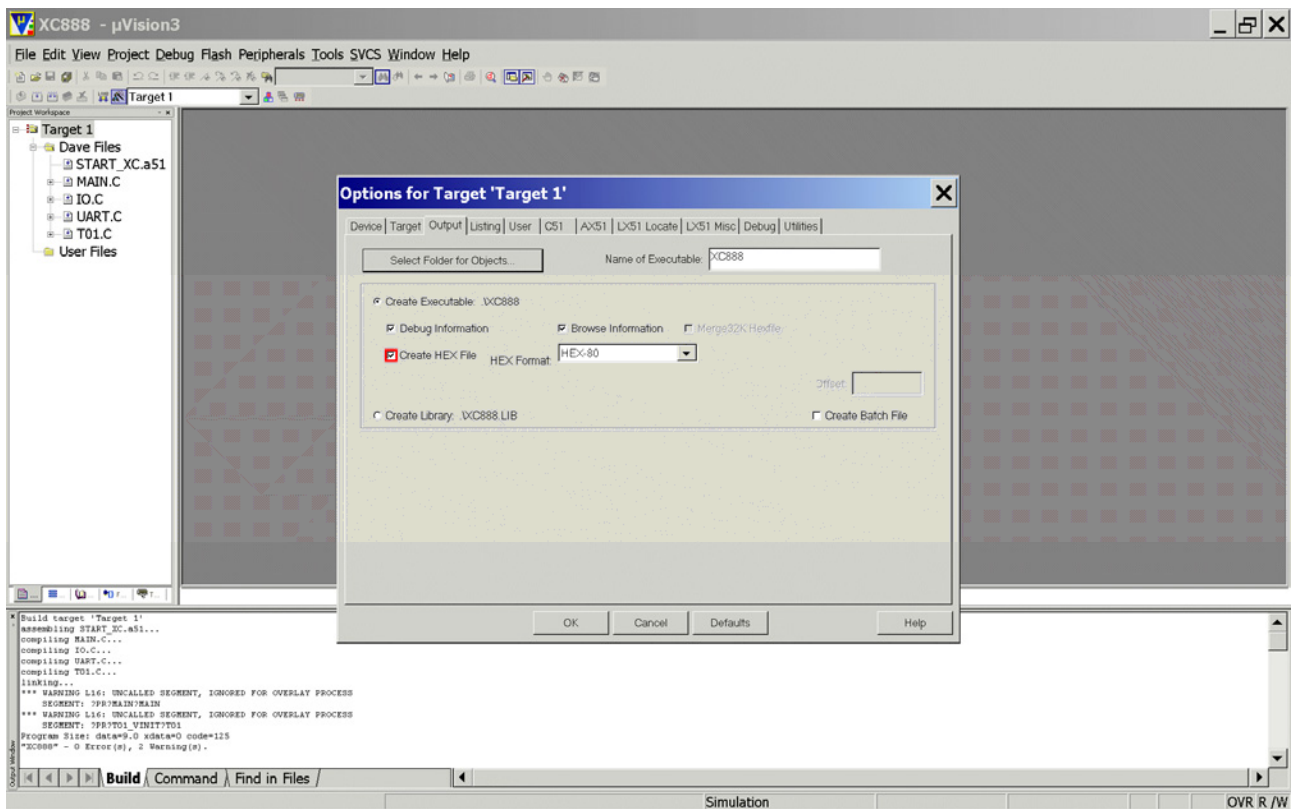 XC888 - µVision3
File Edit View Project Debug Flash Peripherals Tools SVCS Window Help
Target 1
Project Workspace
Target 1
Dave Files
START_XC.a51
MAIN.C
IO.C
UART.C
T01.C
User Files
Options for Target 'Target 1'
Device Target Output Listing User C51 AX51 LX51 Locate LX51 Misc Debug Utilities
Select Folder for Objects... Name of Executable: XC888
Create Executable: .\XC888
Debug Information Browse Information Merge32K Hexfile
Create HEX File HEX Format: HEX-80
Offset:
Create Library: .\XC888.LIB Create Batch File
OK Cancel Defaults Help
Build target 'Target 1'
assembling START_XC.a51...
compiling MAIN.C...
compiling IO.C...
compiling UART.C...
compiling T01.C...
linking...
*** WARNING L16: UNCALLED SEGMENT, IGNORED FOR OVERLAY PROCESS
SEGMENT: ?PR?MAIN?MAIN
*** WARNING L16: UNCALLED SEGMENT, IGNORED FOR OVERLAY PROCESS
SEGMENT: ?PR?T01_VINIT?T01
Program Size: data=9.0 xdata=0 code=125
"XC888" - 0 Error(s), 2 Warning(s).
Output Window
Build Command Find in Files
Simulation OVR R /W